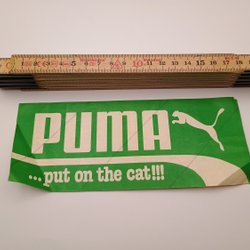 PUMA
...put on the cat!!!